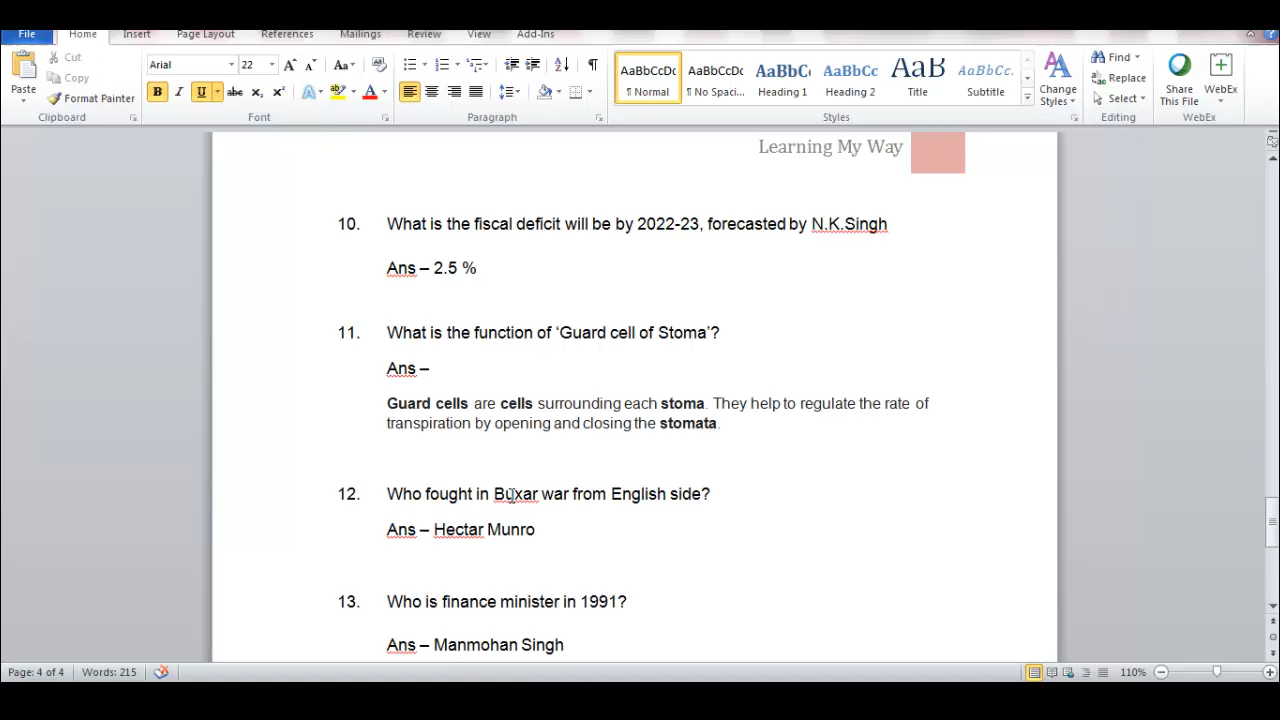 File Home Insert Page Layout References Mailings Review View Add-Ins
Cut
Copy
Format Painter
Paste
Arial 22
AaBbCcDc AaBbCcDc AaBbC AaBbCc AaB AaBbCc.
¶ Normal ¶ No Spaci... Heading 1 Heading 2 Title Subtitle
Change Styles
Find
Replace
Select
Share This File
WebEx
Clipboard Font Paragraph Styles Editing WebEx
Learning My Way
10. What is the fiscal deficit will be by 2022-23, forecasted by N.K.Singh
Ans – 2.5 %
11. What is the function of ‘Guard cell of Stoma’?
Ans –
Guard cells are cells surrounding each stoma. They help to regulate the rate of
transpiration by opening and closing the stomata.
12. Who fought in Buxar war from English side?
Ans – Hectar Munro
13. Who is finance minister in 1991?
Ans – Manmohan Singh
Page: 4 of 4 Words: 215 110%